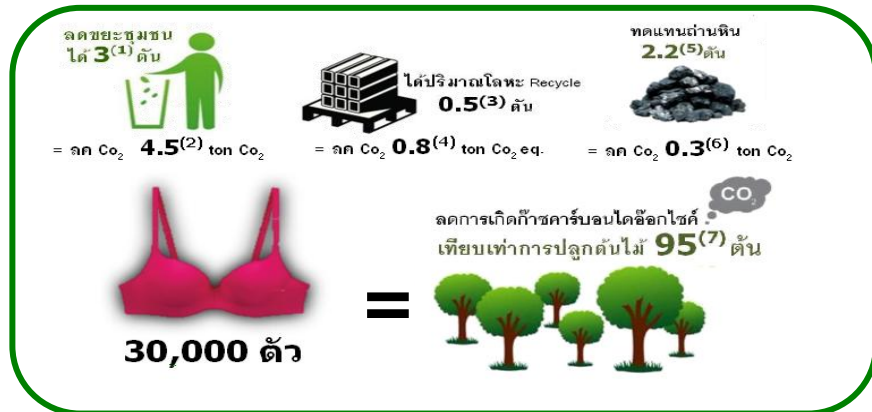 ลดขยะชุมชน
ได้ 3(1) ตัน
= ลด Co2 4.5(2) ton Co2
ได้ปริมาณโลหะ Recycle
0.5(3) ตัน
= ลด Co2 0.8(4) ton Co2 eq.
ทดแทนถ่านหิน
2.2(5) ตัน
= ลด Co2 0.3(6) ton Co2
30,000 ตัว
=
CO2
ลดการเกิดก๊าซคาร์บอนไดอ๊อกไซค์
เทียบเท่าการปลูกต้นไม้ 95(7) ต้น